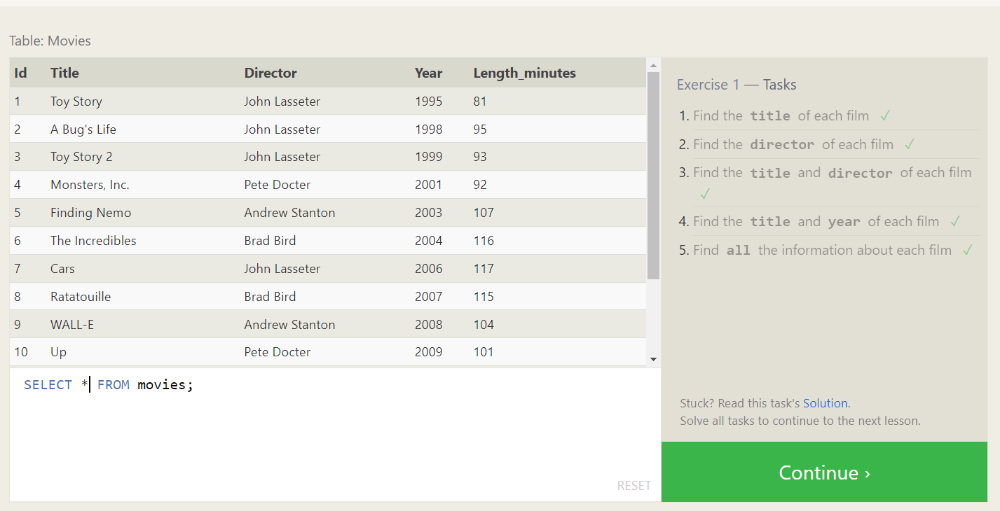 Table: Movies
Id Title Director Year Length_minutes
1 Toy Story John Lasseter 1995 81
2 A Bug's Life John Lasseter 1998 95
3 Toy Story 2 John Lasseter 1999 93
4 Monsters, Inc. Pete Docter 2001 92
5 Finding Nemo Andrew Stanton 2003 107
6 The Incredibles Brad Bird 2004 116
7 Cars John Lasseter 2006 117
8 Ratatouille Brad Bird 2007 115
9 WALL-E Andrew Stanton 2008 104
10 Up Pete Docter 2009 101
SELECT * FROM movies;
RESET
Exercise 1 — Tasks
1. Find the title of each film ✓
2. Find the director of each film ✓
3. Find the title and director of each film
✓
4. Find the title and year of each film ✓
5. Find all the information about each film ✓
Stuck? Read this task's Solution.
Solve all tasks to continue to the next lesson.
Continue ›